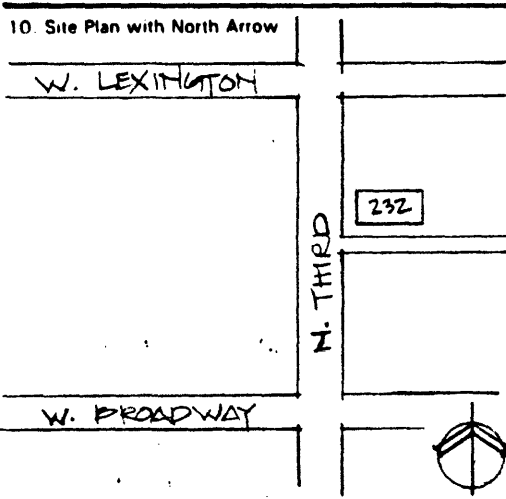 10. Site Plan with North Arrow
W. LEXINGTON
232
N. THIRD
W. BROADWAY